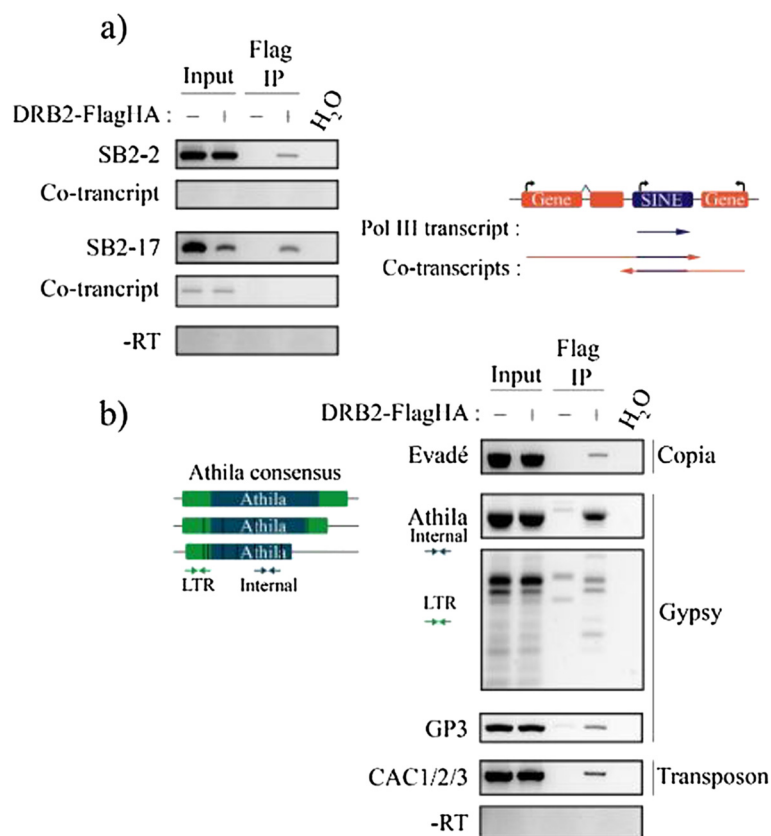 a)
Input
Flag
IP
DRB2-FlagHA :
–
+
–
+
H₂O
SB2-2
Co-trancript
SB2-17
Co-trancript
-RT
Gene
SINE
Gene
Pol III transcript :
Co-transcripts :
b)
Athila consensus
Athila
Athila
Athila
LTR
Internal
Input
Flag
IP
DRB2-FlagHA :
–
+
–
+
H₂O
Evadé
Copia
Athila
Internal
LTR
Gypsy
GP3
CAC1/2/3
Transposon
-RT